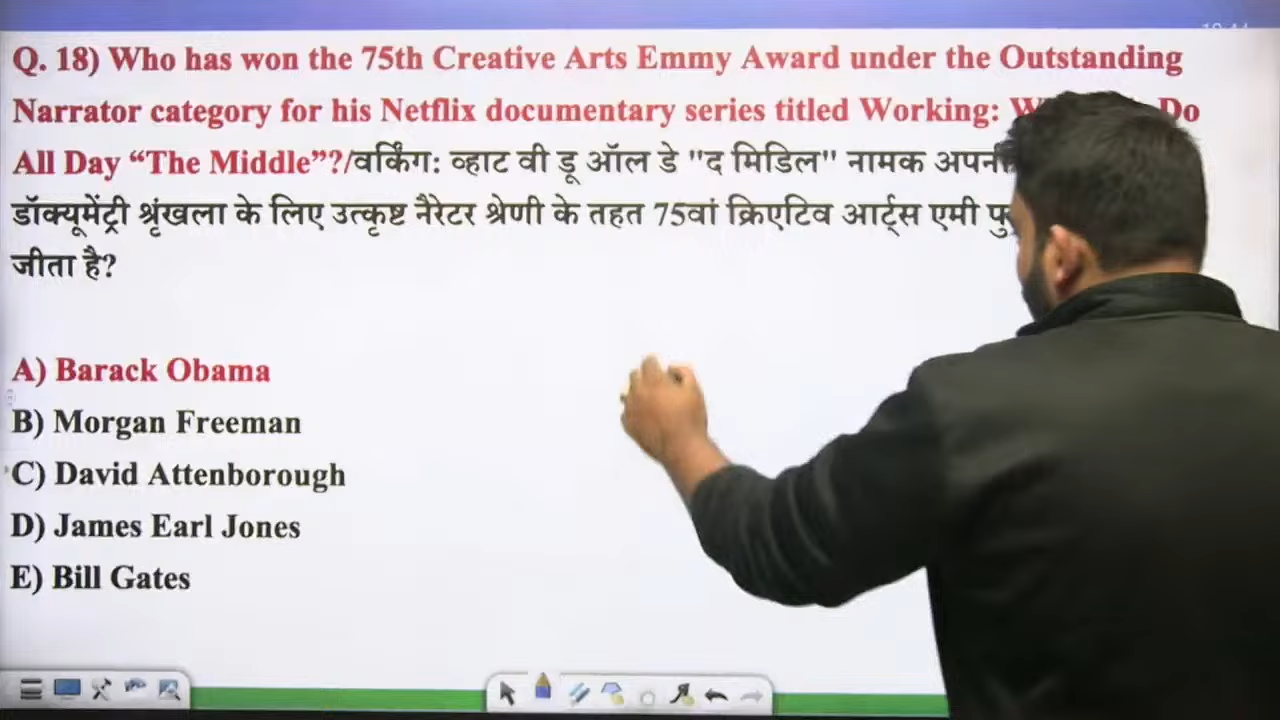 Q. 18) Who has won the 75th Creative Arts Emmy Award under the Outstanding
Narrator category for his Netflix documentary series titled Working: Do
All Day “The Middle”?/वर्किंग: व्हाट वी डू ऑल डे "द मिडिल" नामक
डॉक्यूमेंट्री श्रृंखला के लिए उत्कृष्ट नैरेटर श्रेणी के तहत 75वां क्रिएटिव आर्ट्स एमी
जीता है?
A) Barack Obama
B) Morgan Freeman
C) David Attenborough
D) James Earl Jones
E) Bill Gates